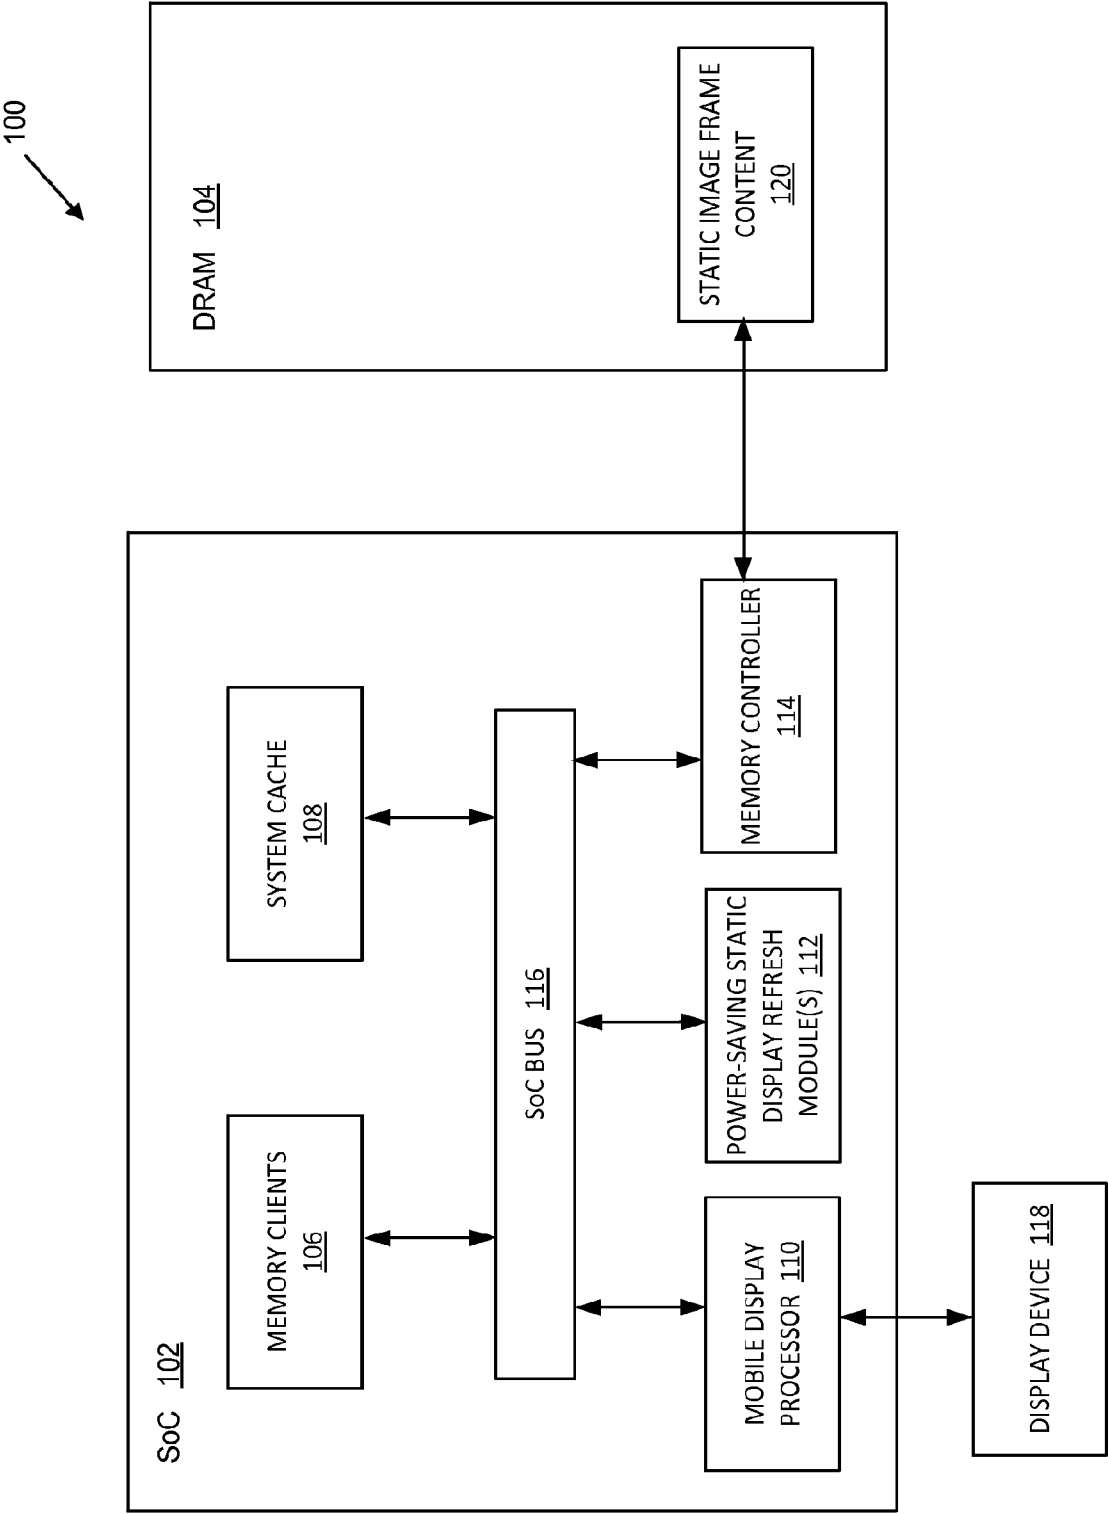 100
SoC 102
MEMORY CLIENTS
106
SYSTEM CACHE
108
SoC BUS 116
MOBILE DISPLAY
PROCESSOR 110
POWER-SAVING STATIC
DISPLAY REFRESH
MODULE(S) 112
MEMORY CONTROLLER
114
DISPLAY DEVICE 118
DRAM 104
STATIC IMAGE FRAME
CONTENT
120